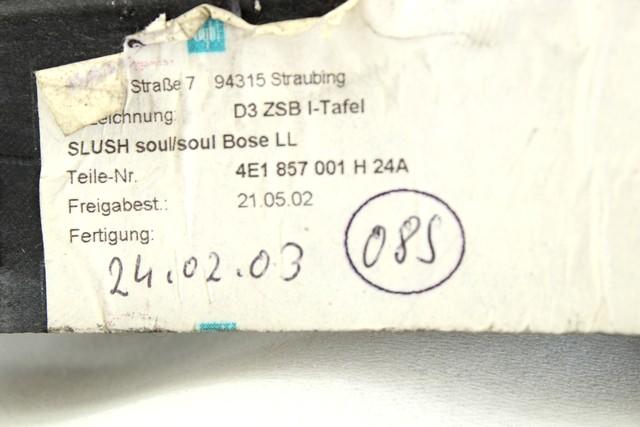 Straße 7 94315 Straubing
zeichnung: D3 ZSB I-Tafel
SLUSH soul/soul Bose LL
Teile-Nr. 4E1 857 001 H 24A
Freigabest.: 21.05.02
Fertigung:
24.02.03 085